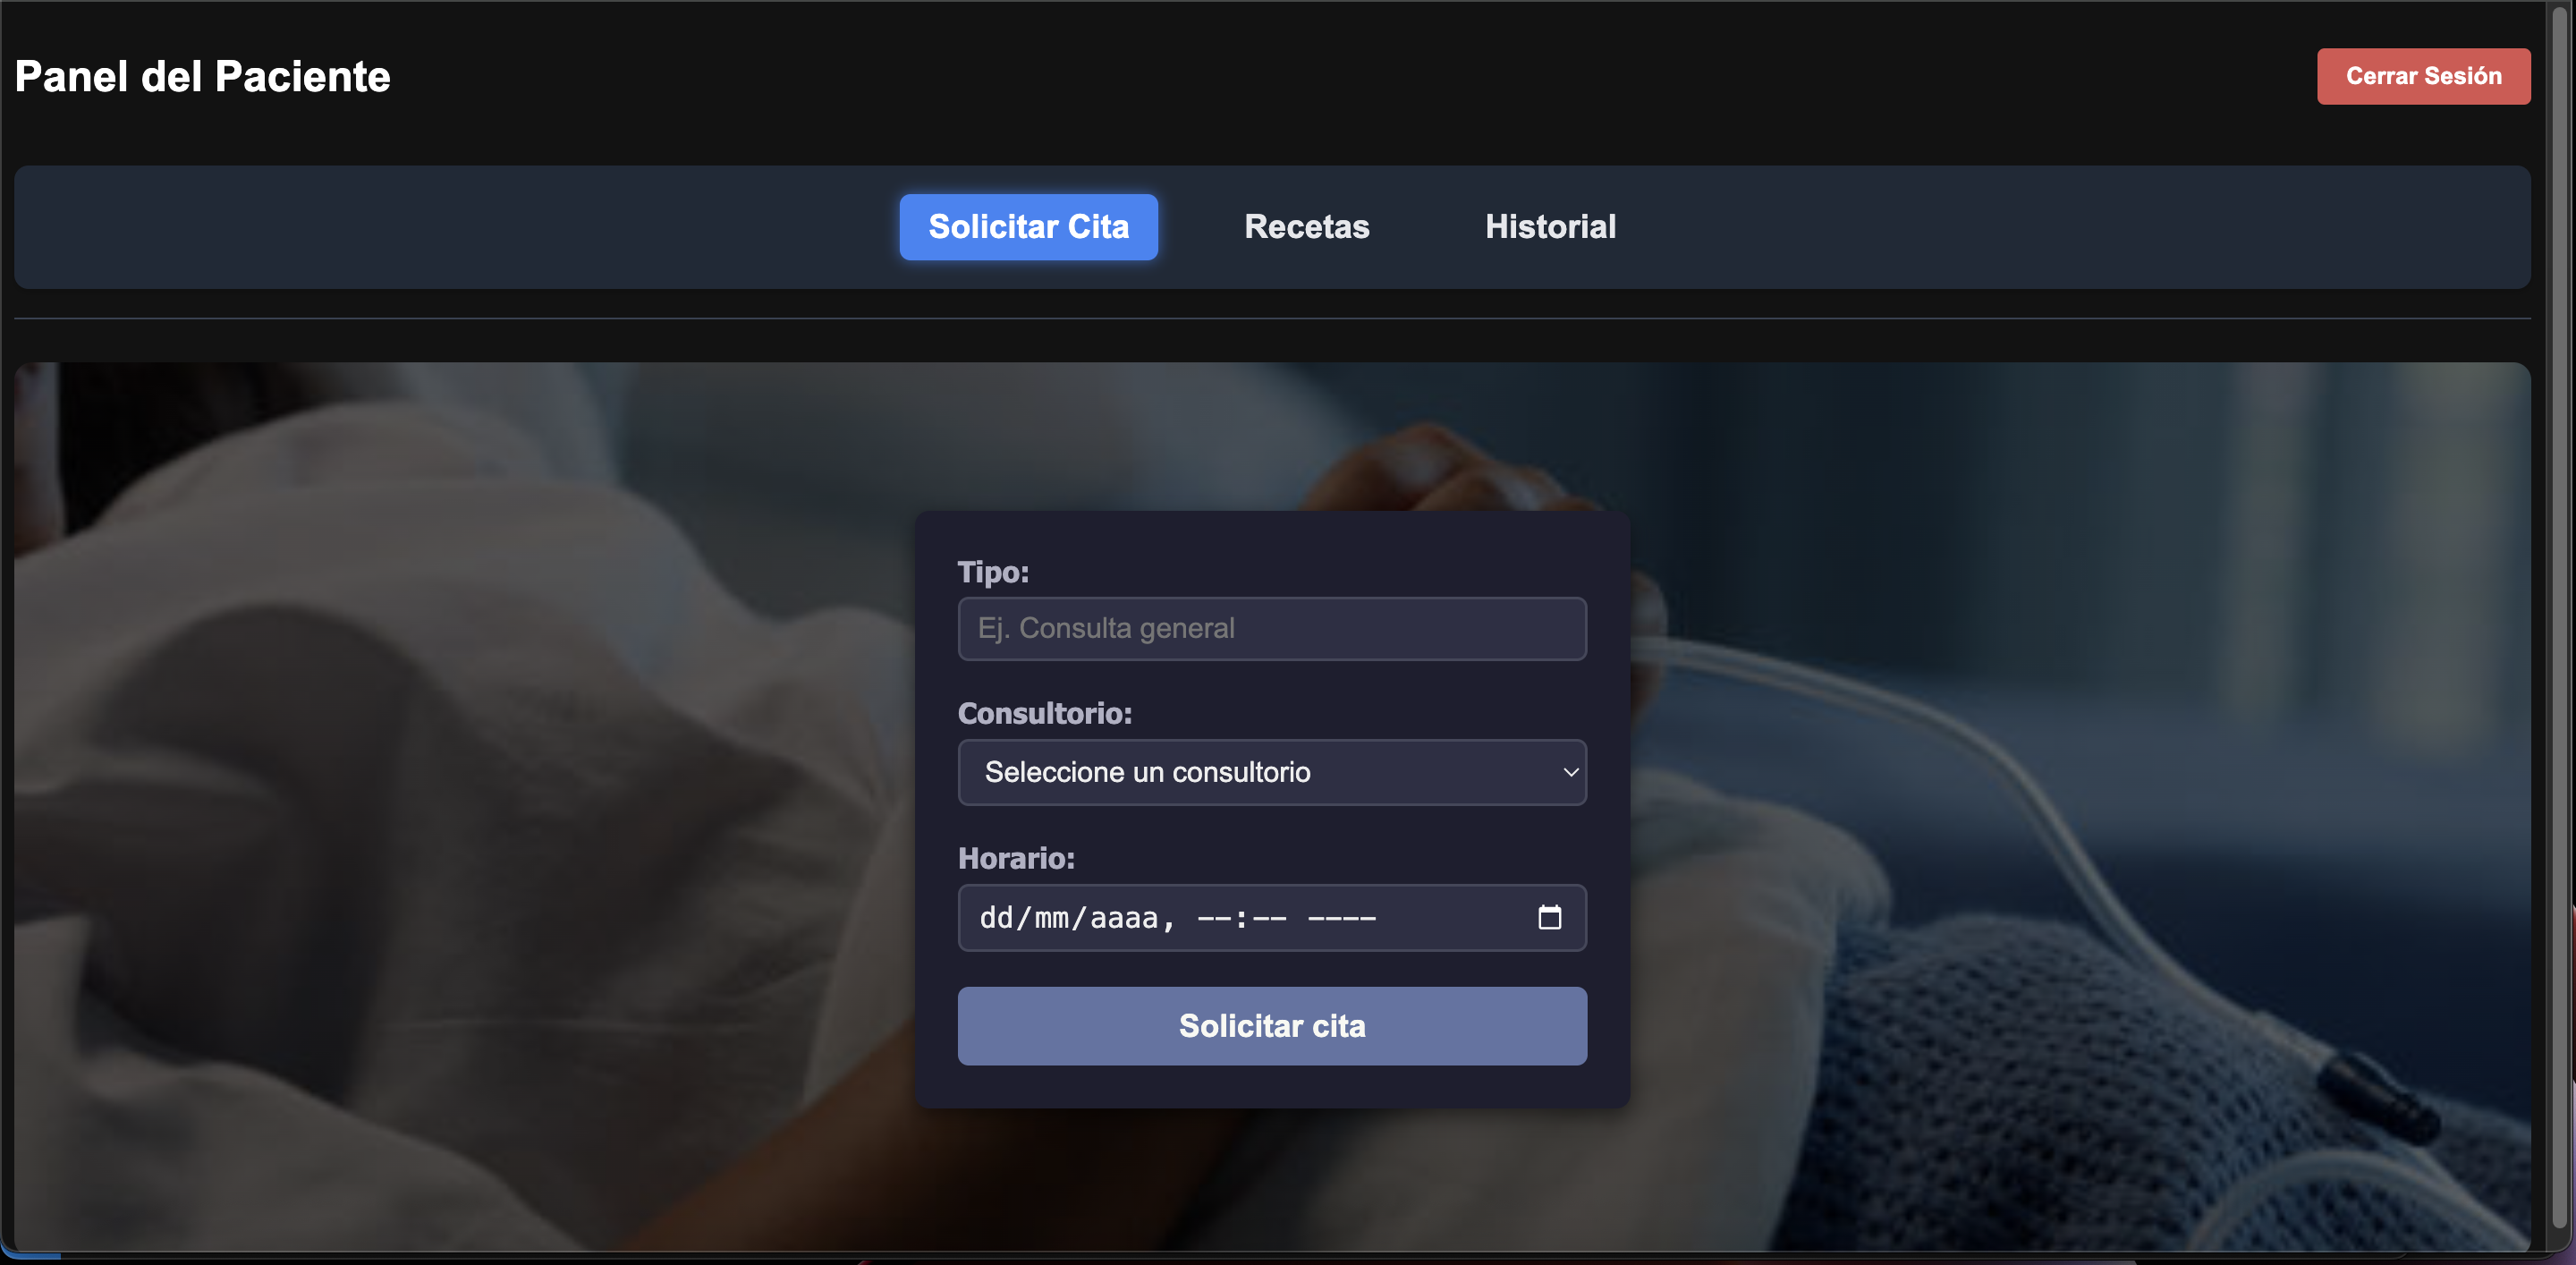 Panel del Paciente
Cerrar Sesión
Solicitar Cita
Recetas
Historial
Tipo:
Ej. Consulta general
Consultorio:
Seleccione un consultorio
Horario:
dd/mm/aaaa, --:-- ----
Solicitar cita